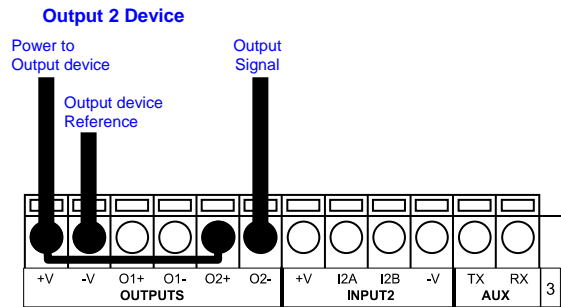 Output 2 Device
Power to
Output device
Output
Signal
Output device
Reference
+V -V O1+ O1- O2+ O2- +V I2A I2B -V TX RX 3
OUTPUTS INPUT2 AUX